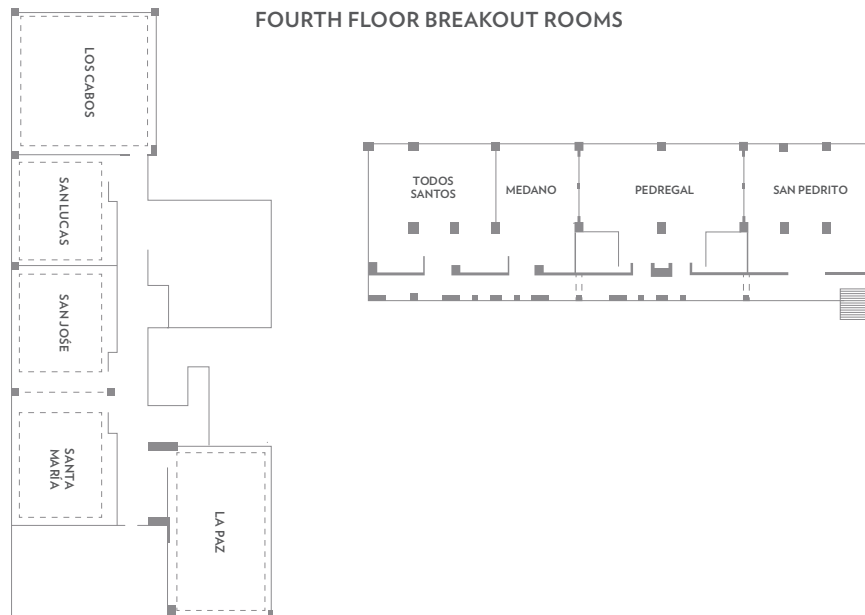 FOURTH FLOOR BREAKOUT ROOMS
LOS CABOS
SAN LUCAS
SAN JOŚE
SANTA
MARÍA
LA PAZ
TODOS
SANTOS
MEDANO
PEDREGAL
SAN PEDRITO